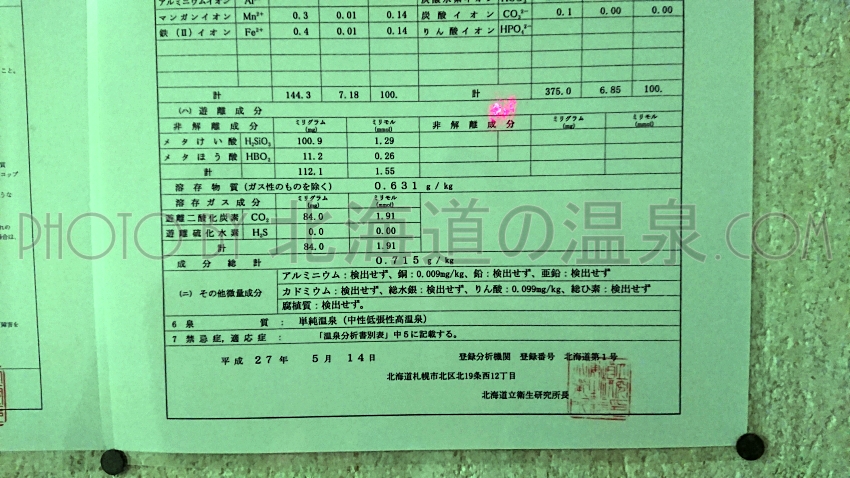 アルミニウムイオン Al³⁺
マンガンイオン Mn²⁺ 0.3 0.01 0.14 炭酸イオン CO₃²⁻ 0.1 0.00 0.00
鉄(Ⅱ)イオン Fe²⁺ 0.4 0.01 0.14 りん酸イオン HPO₄²⁻
計 144.3 7.18 100. 計 375.0 6.85 100.
(ハ) 遊離成分
非解離成分 ミリグラム(mg) ミリモル(mmol) 非解離成分 ミリグラム(mg) ミリモル(mmol)
メタけい酸 H₂SiO₃ 100.9 1.29
メタほう酸 HBO₂ 11.2 0.26
計 112.1 1.55
溶存物質(ガス性のものを除く) 0.631 g/kg
溶存ガス成分 ミリグラム(mg) ミリモル(mmol)
遊離二酸化炭素 CO₂ 84.0 1.91
遊離硫化水素 H₂S 0.0 0.00
計 84.0 1.91
成分総計 0.715 g/kg
(ニ) その他微量成分 アルミニウム:検出せず、銅:0.009mg/kg、鉛:検出せず、亜鉛:検出せず
カドミウム:検出せず、総水銀:検出せず、りん酸:0.099mg/kg、総ひ素:検出せず
腐植質:検出せず。
6 泉質: 単純温泉(中性低張性高温泉)
7 禁忌症,適応症: 「温泉分析書別表」中5に記載する。
平成27年 5月14日 登録分析機関 登録番号 北海道第1号
北海道札幌市北区北19条西12丁目
北海道立衛生研究所長
PHOTO BY 北海道の温泉.COM